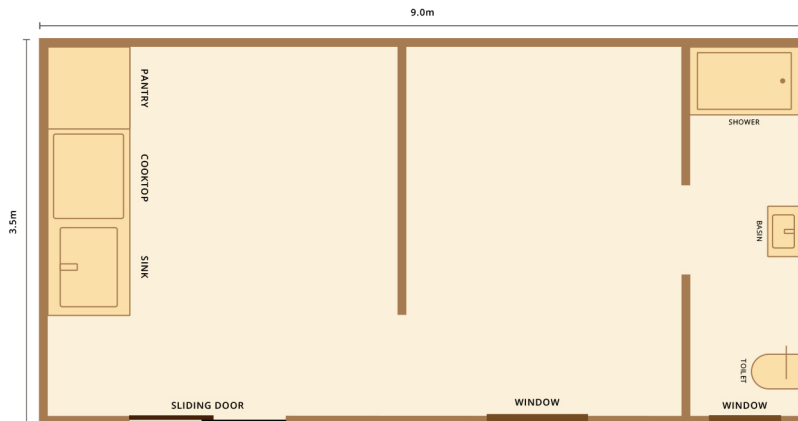 9.0m
PANTRY
SHOWER
COOKTOP
3.5m
BASIN
SINK
TOILET
SLIDING DOOR
WINDOW
WINDOW